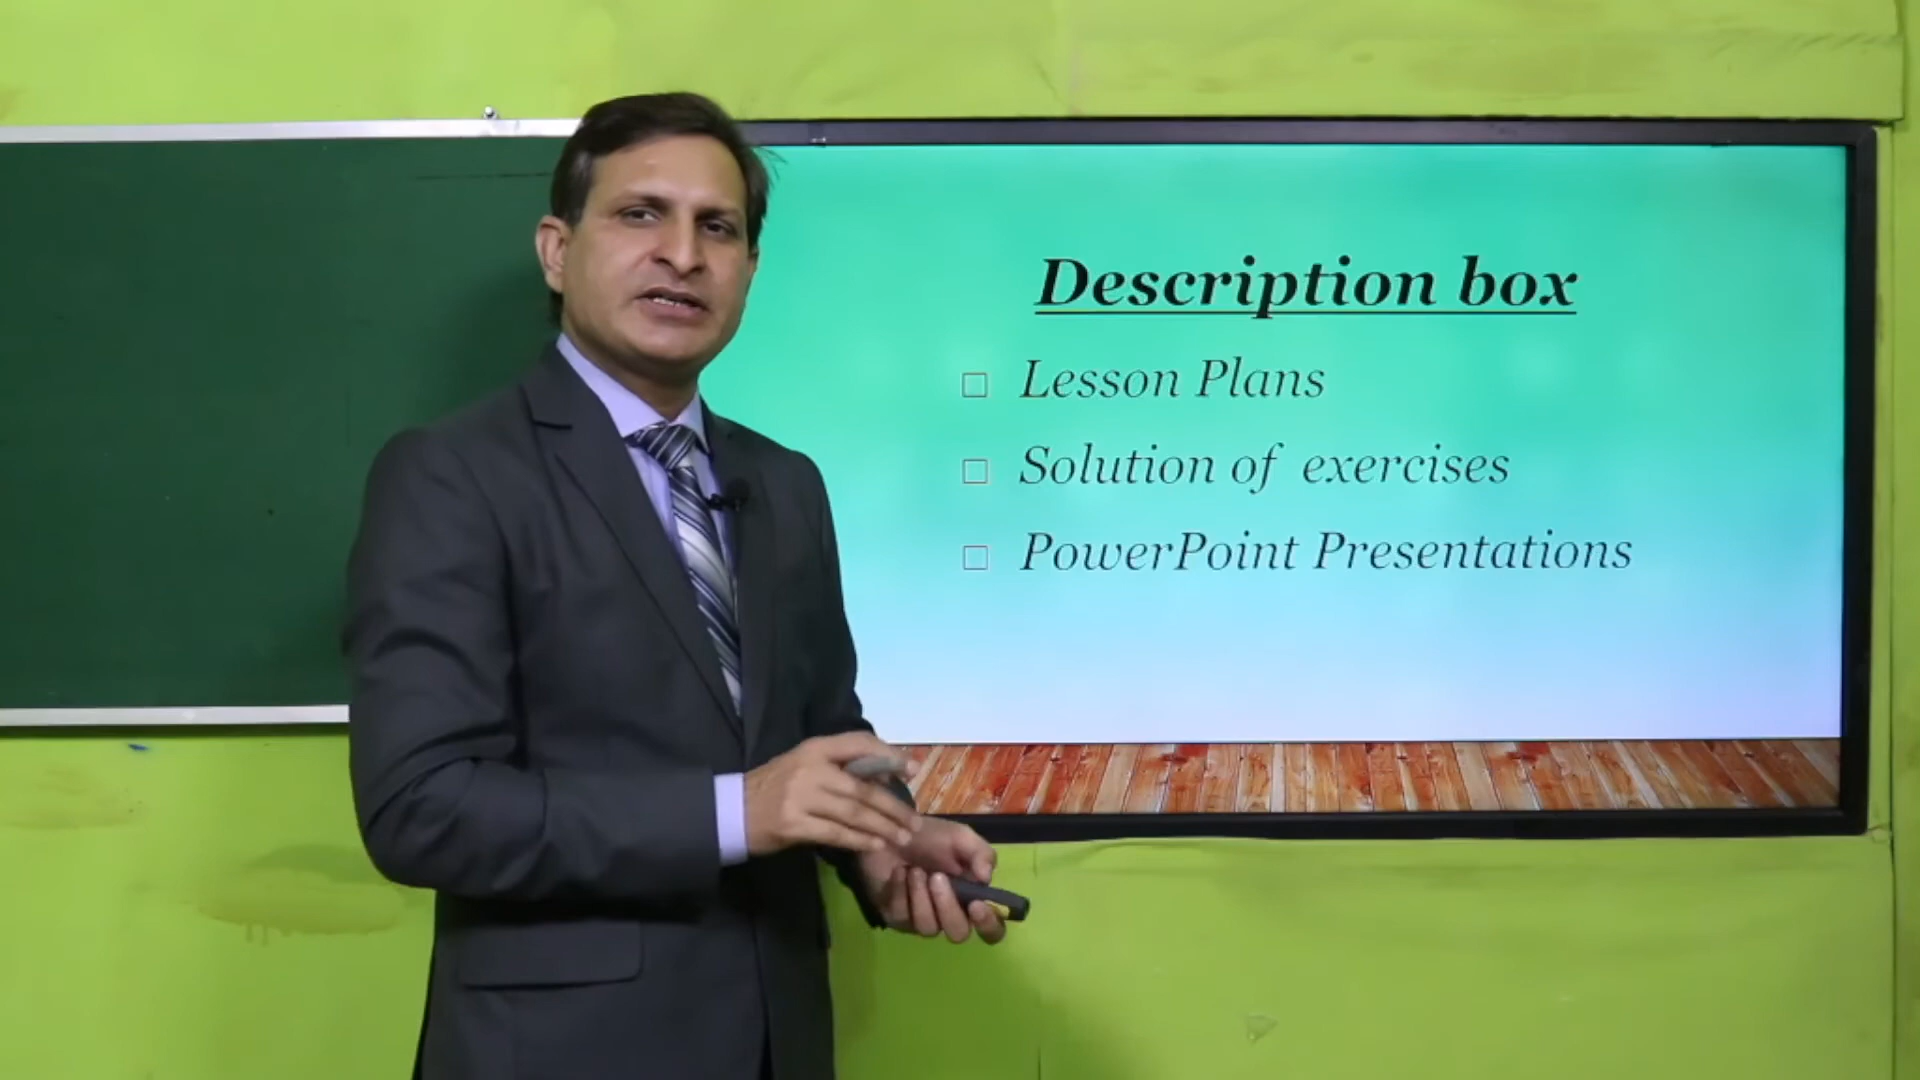 Description box
Lesson Plans
Solution of exercises
PowerPoint Presentations